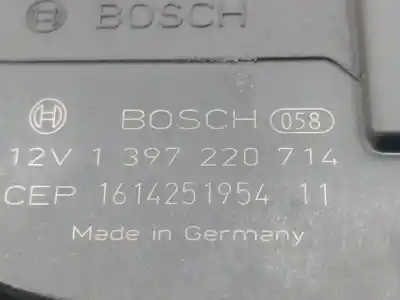 BOSCH
BOSCH 058
12V 1 397 220 714
CEP 1614251954 11
Made in Germany